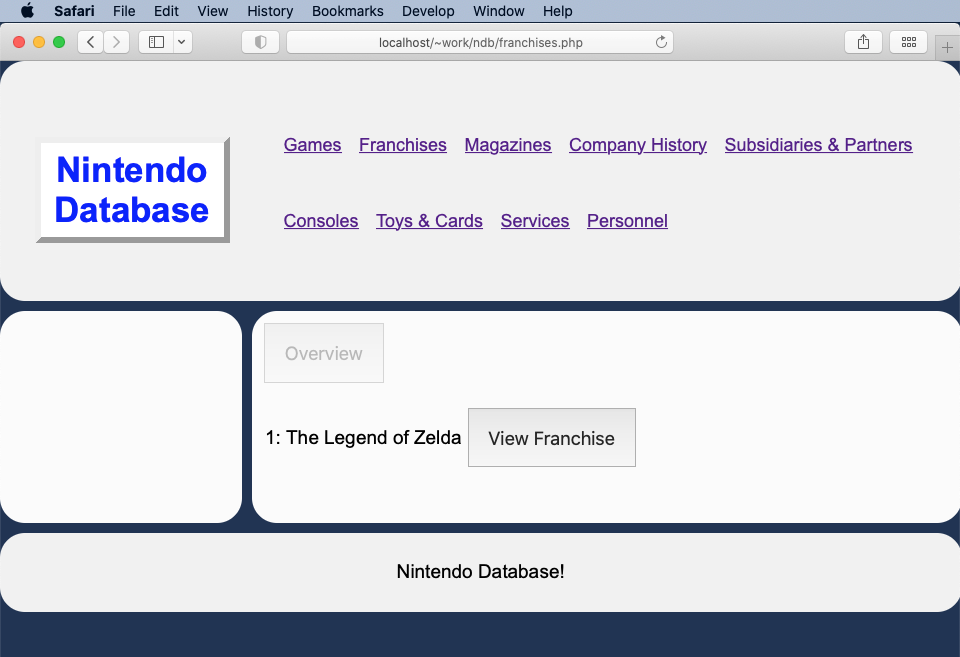 Safari File Edit View History Bookmarks Develop Window Help
localhost/~work/ndb/franchises.php
Nintendo
Database
Games Franchises Magazines Company History Subsidiaries & Partners
Consoles Toys & Cards Services Personnel
Overview
1: The Legend of Zelda View Franchise
Nintendo Database!